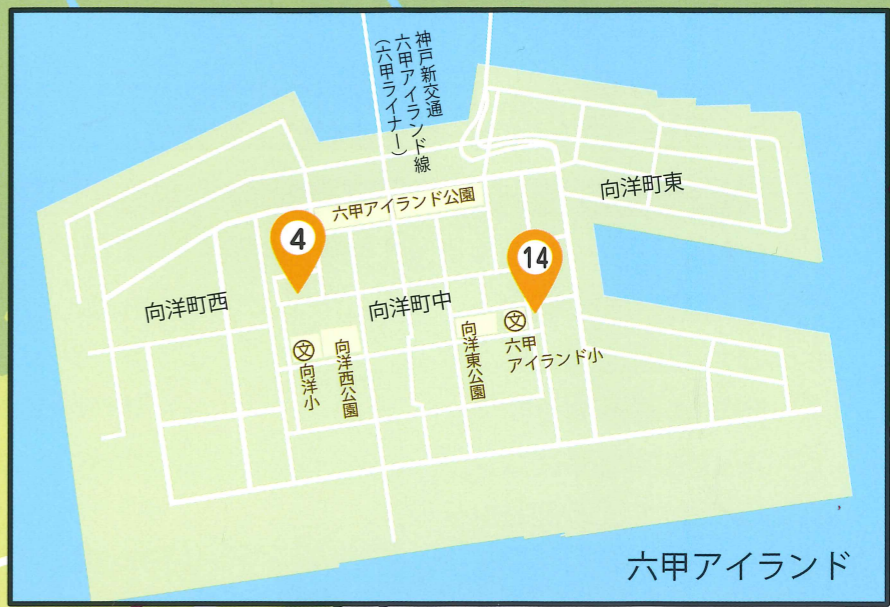 神戸新交通
六甲アイランド線
(六甲ライナー)
六甲アイランド公園
向洋町東
4
14
向洋町西
向洋町中
文
向洋小
向洋西公園
向洋東公園
文
六甲
アイランド小
六甲アイランド